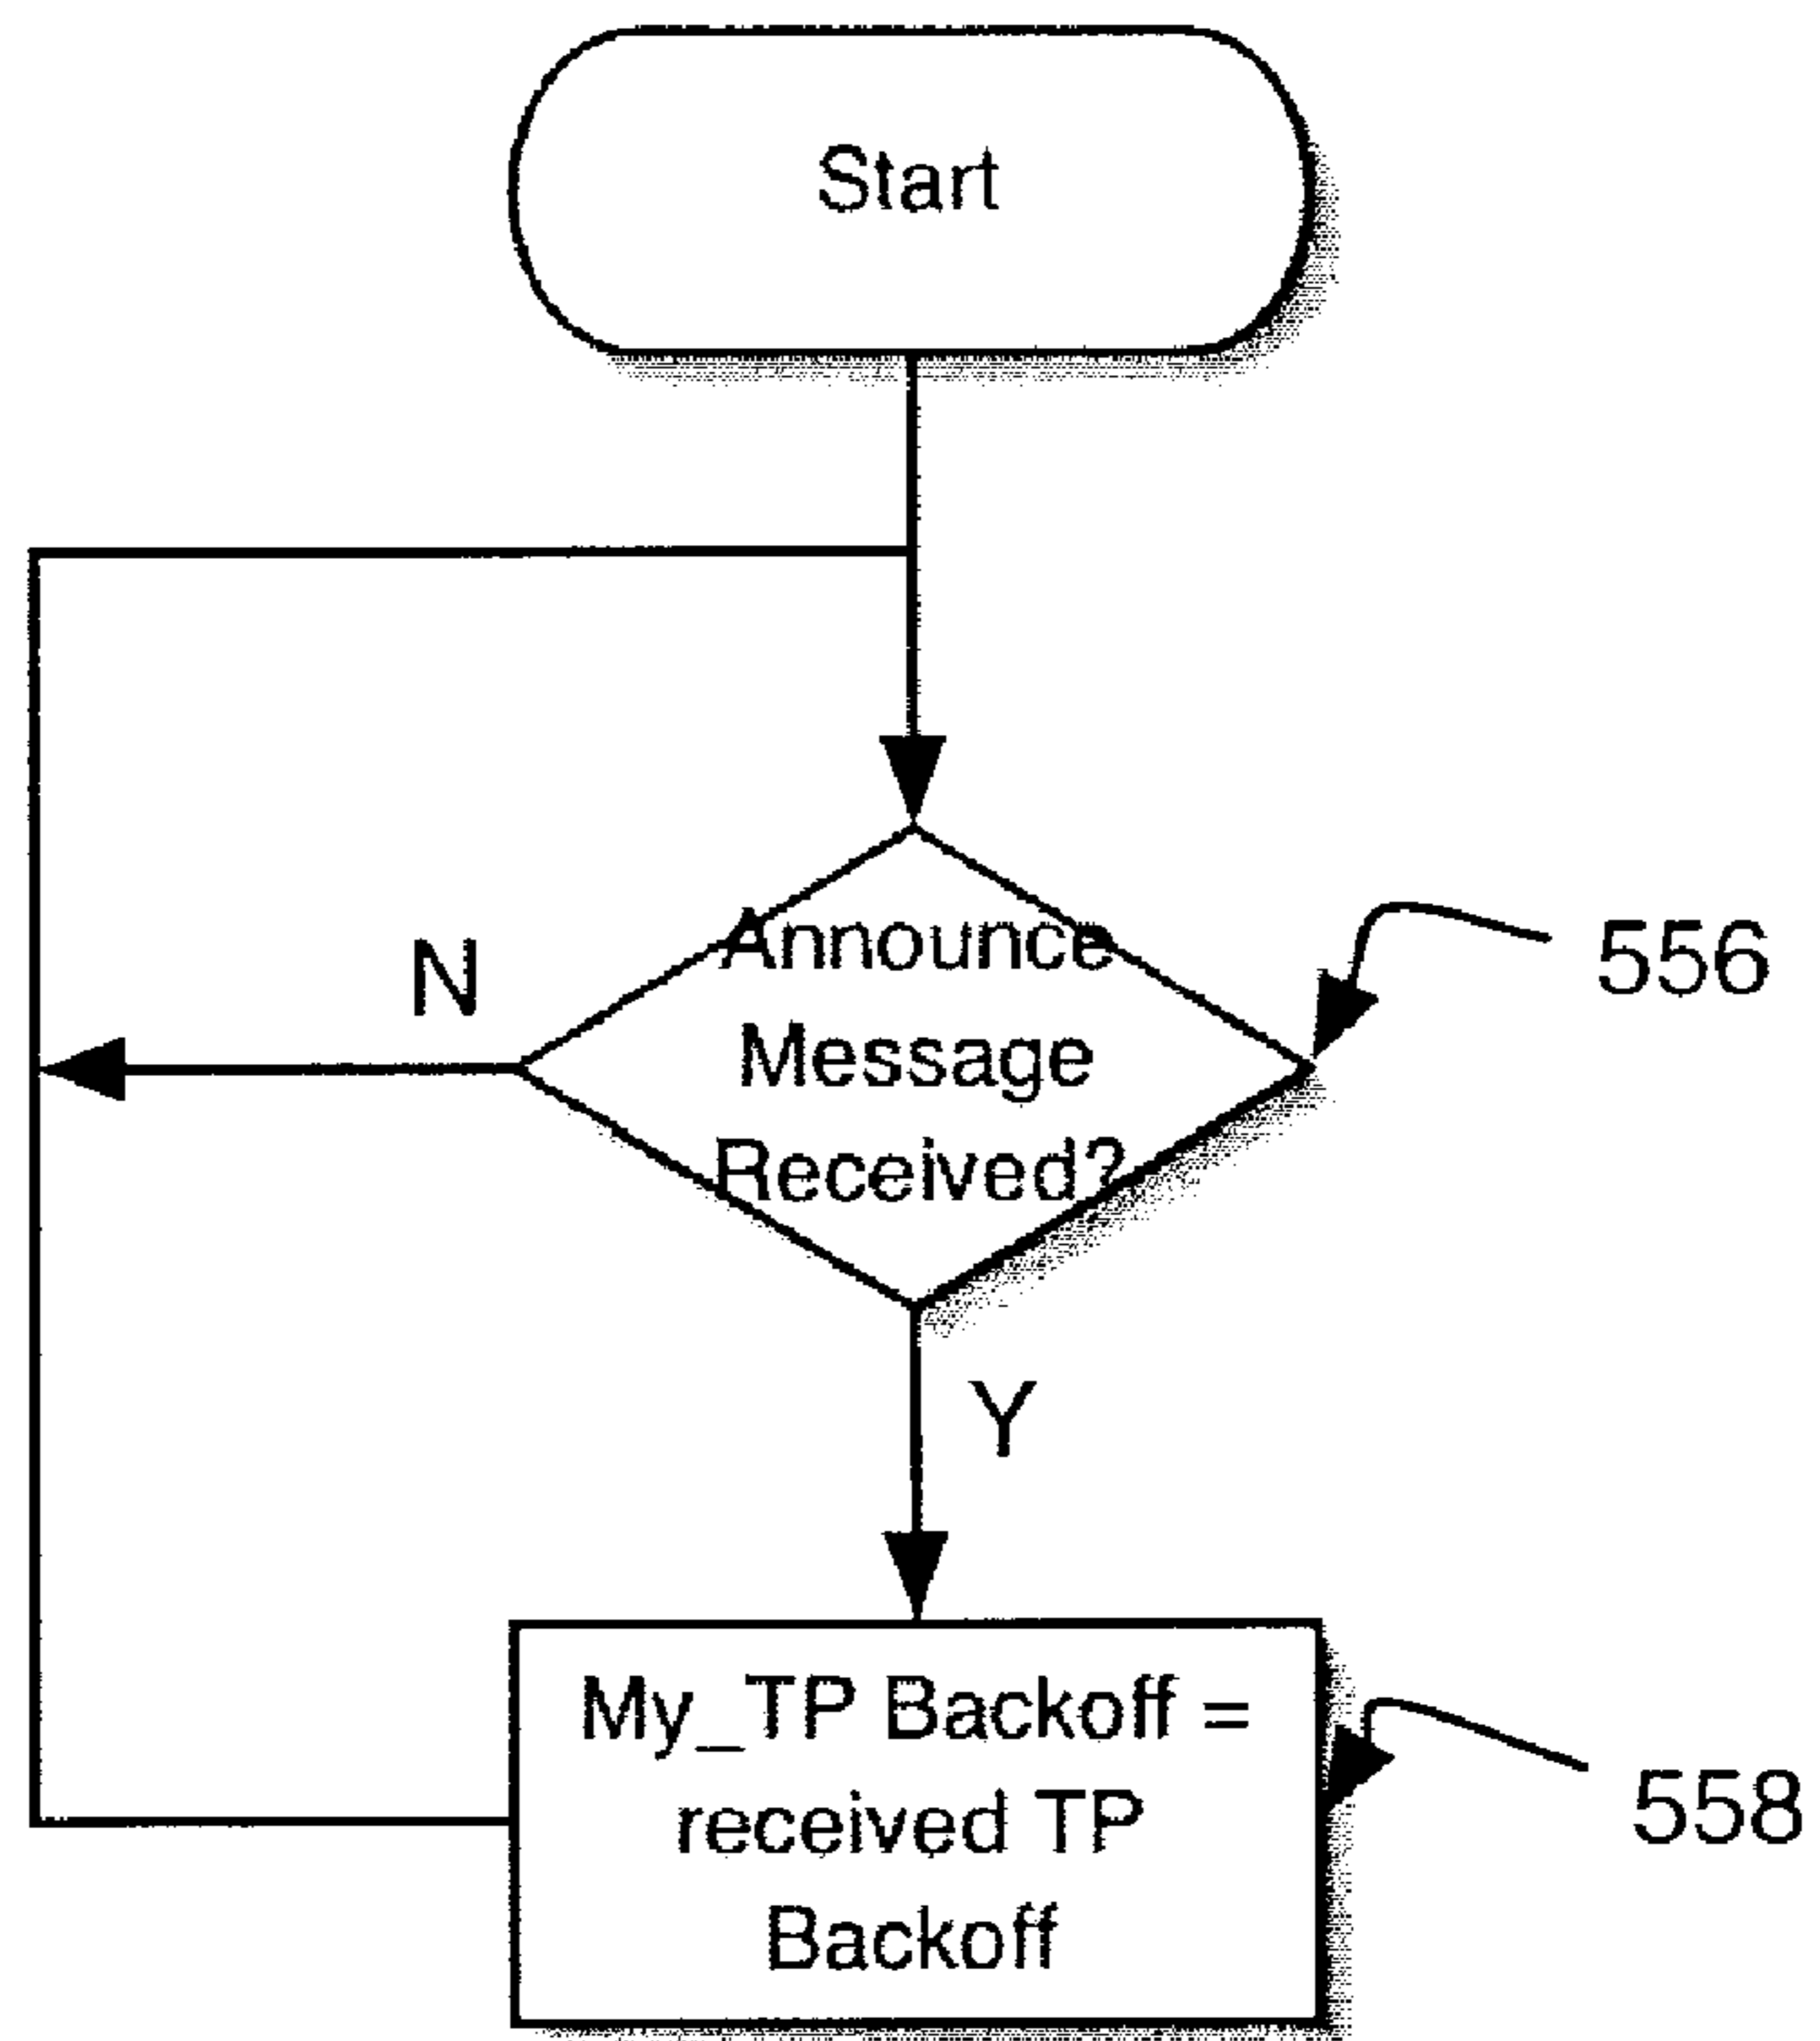 Start
N
Announce
Message
Received?
556
Y
My_TP Backoff =
received TP
Backoff
558